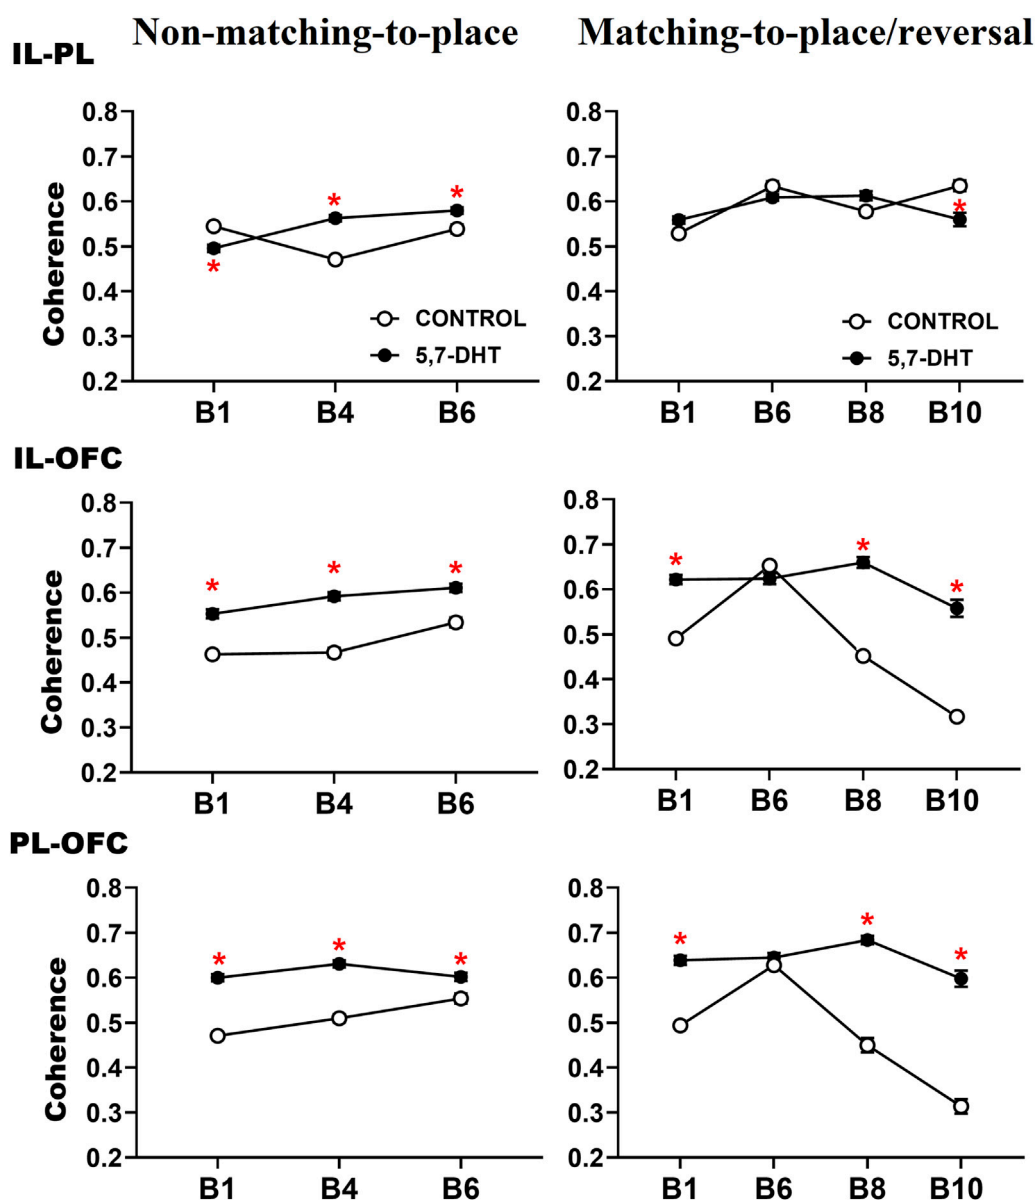 Non-matching-to-place
Matching-to-place/reversal
IL-PL
Coherence
0.8
0.7
0.6
0.5
0.4
0.3
0.2
*
*
*
CONTROL
5,7-DHT
B1 B4 B6
0.8
0.7
0.6
0.5
0.4
0.3
0.2
*
CONTROL
5,7-DHT
B1 B6 B8 B10
IL-OFC
Coherence
0.8
0.7
0.6
0.5
0.4
0.3
0.2
* * *
B1 B4 B6
0.8
0.7
0.6
0.5
0.4
0.3
0.2
* * *
B1 B6 B8 B10
PL-OFC
Coherence
0.8
0.7
0.6
0.5
0.4
0.3
0.2
* * *
B1 B4 B6
0.8
0.7
0.6
0.5
0.4
0.3
0.2
* * *
B1 B6 B8 B10